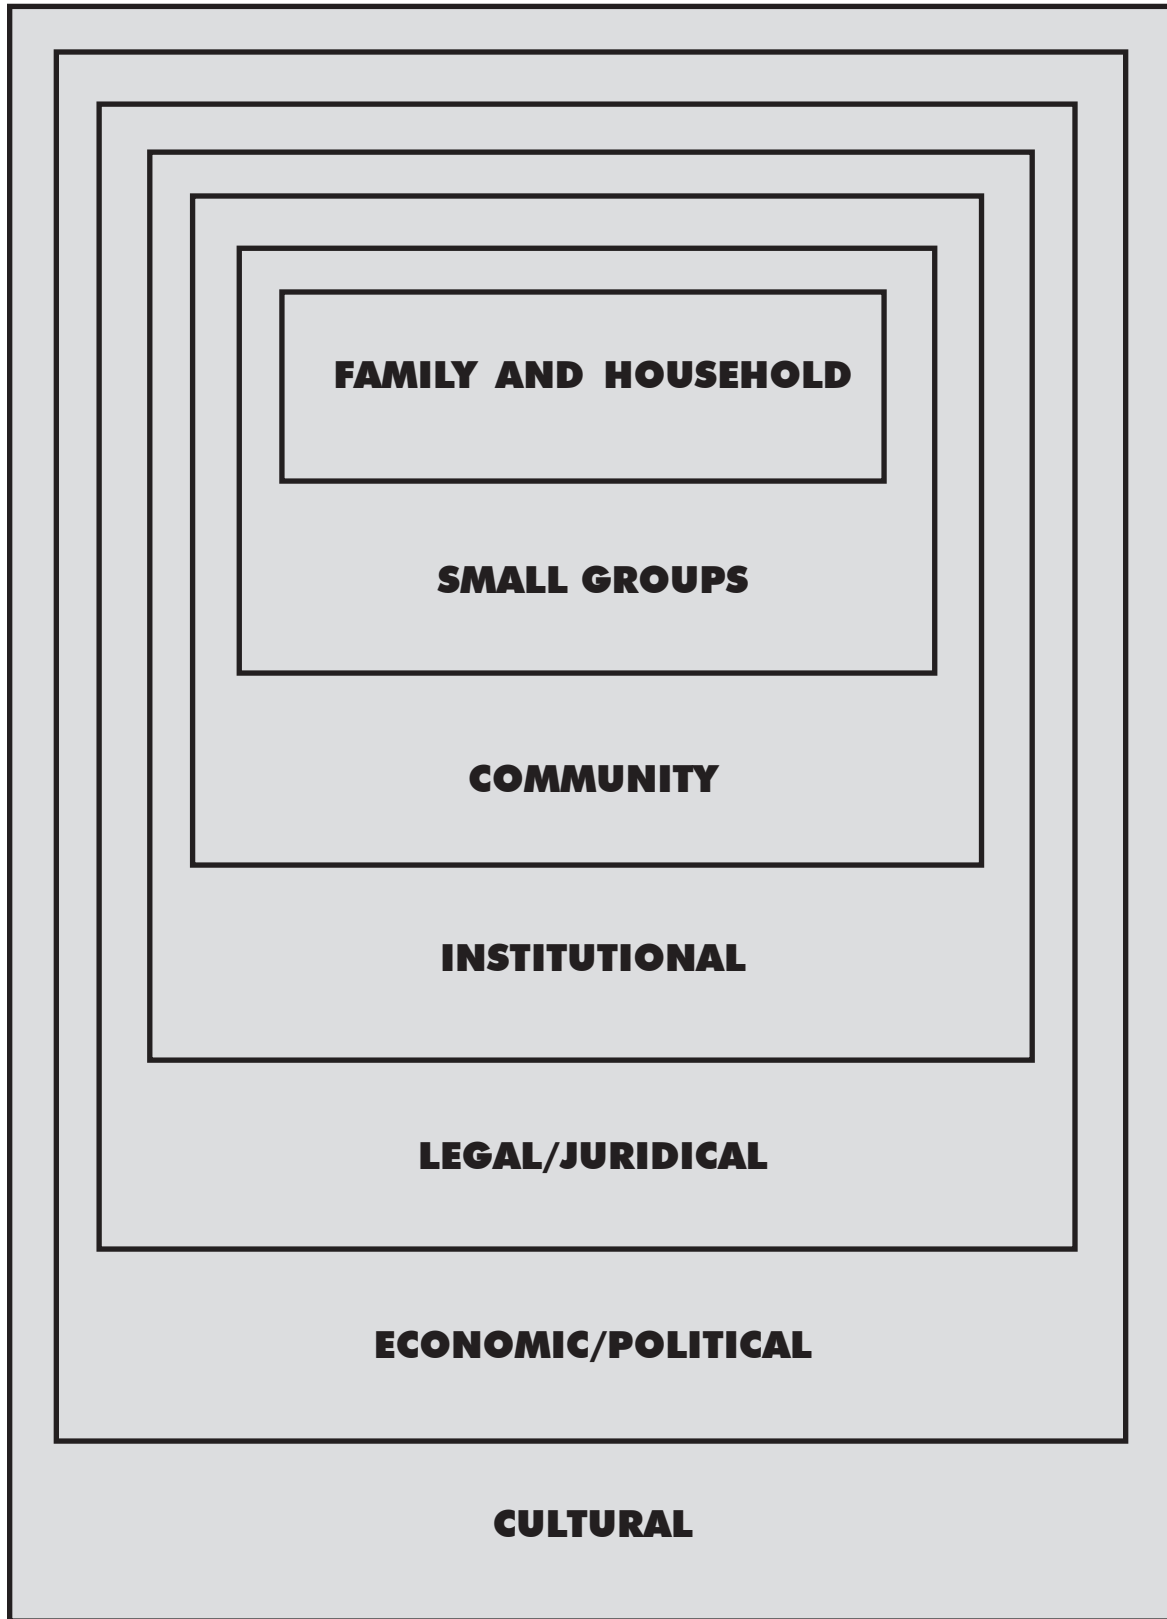 FAMILY AND HOUSEHOLD
SMALL GROUPS
COMMUNITY
INSTITUTIONAL
LEGAL/JURIDICAL
ECONOMIC/POLITICAL
CULTURAL